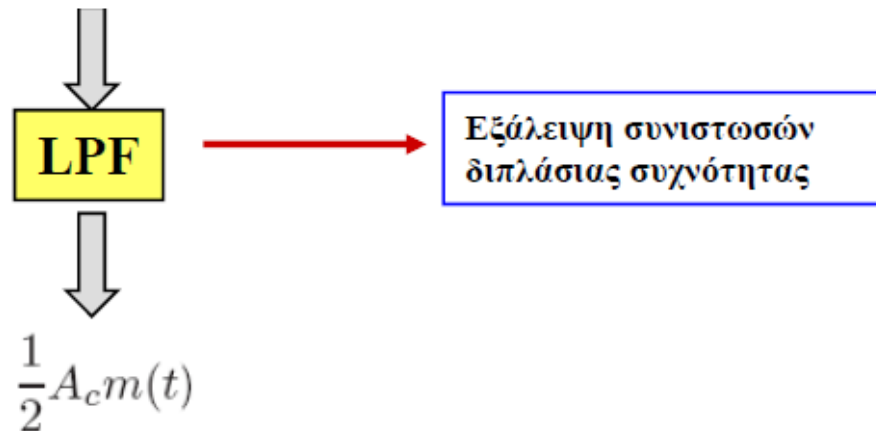 LPF
Εξάλειψη συνιστωσών
διπλάσιας συχνότητας
\frac{1}{2} A_c m(t)